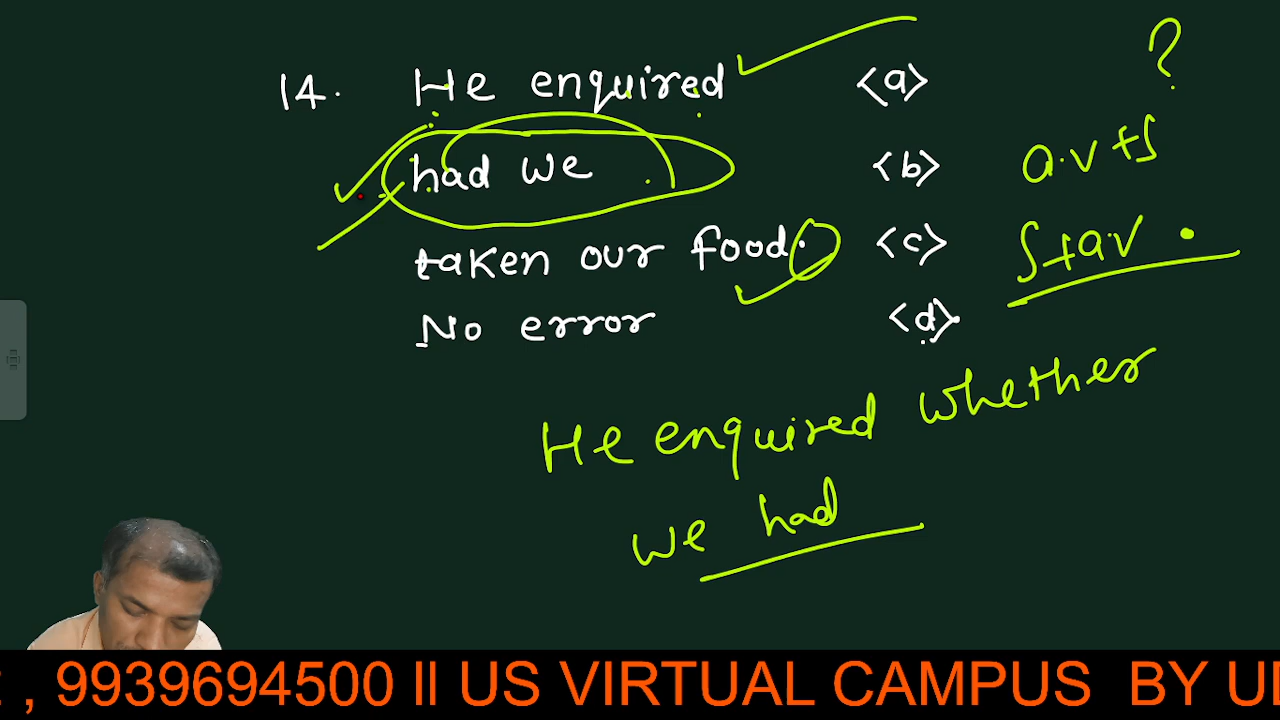 14. He enquired <a>
had we <b>
taken our food. <c>
No error <d>
?
a.v + S
S + a.v .
He enquired whether
we had
, 9939694500 ll US VIRTUAL CAMPUS BY